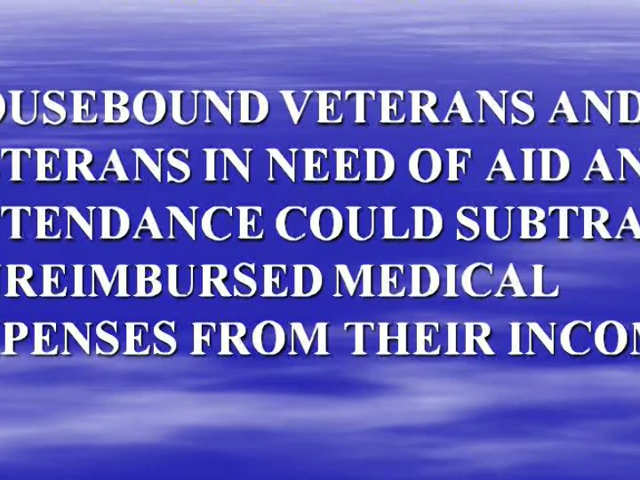 OUSEBOUND VETERANS AND
TERANS IN NEED OF AID AN
TENDANCE COULD SUBTRA
REIMBURSED MEDICAL
PENSES FROM THEIR INCOM